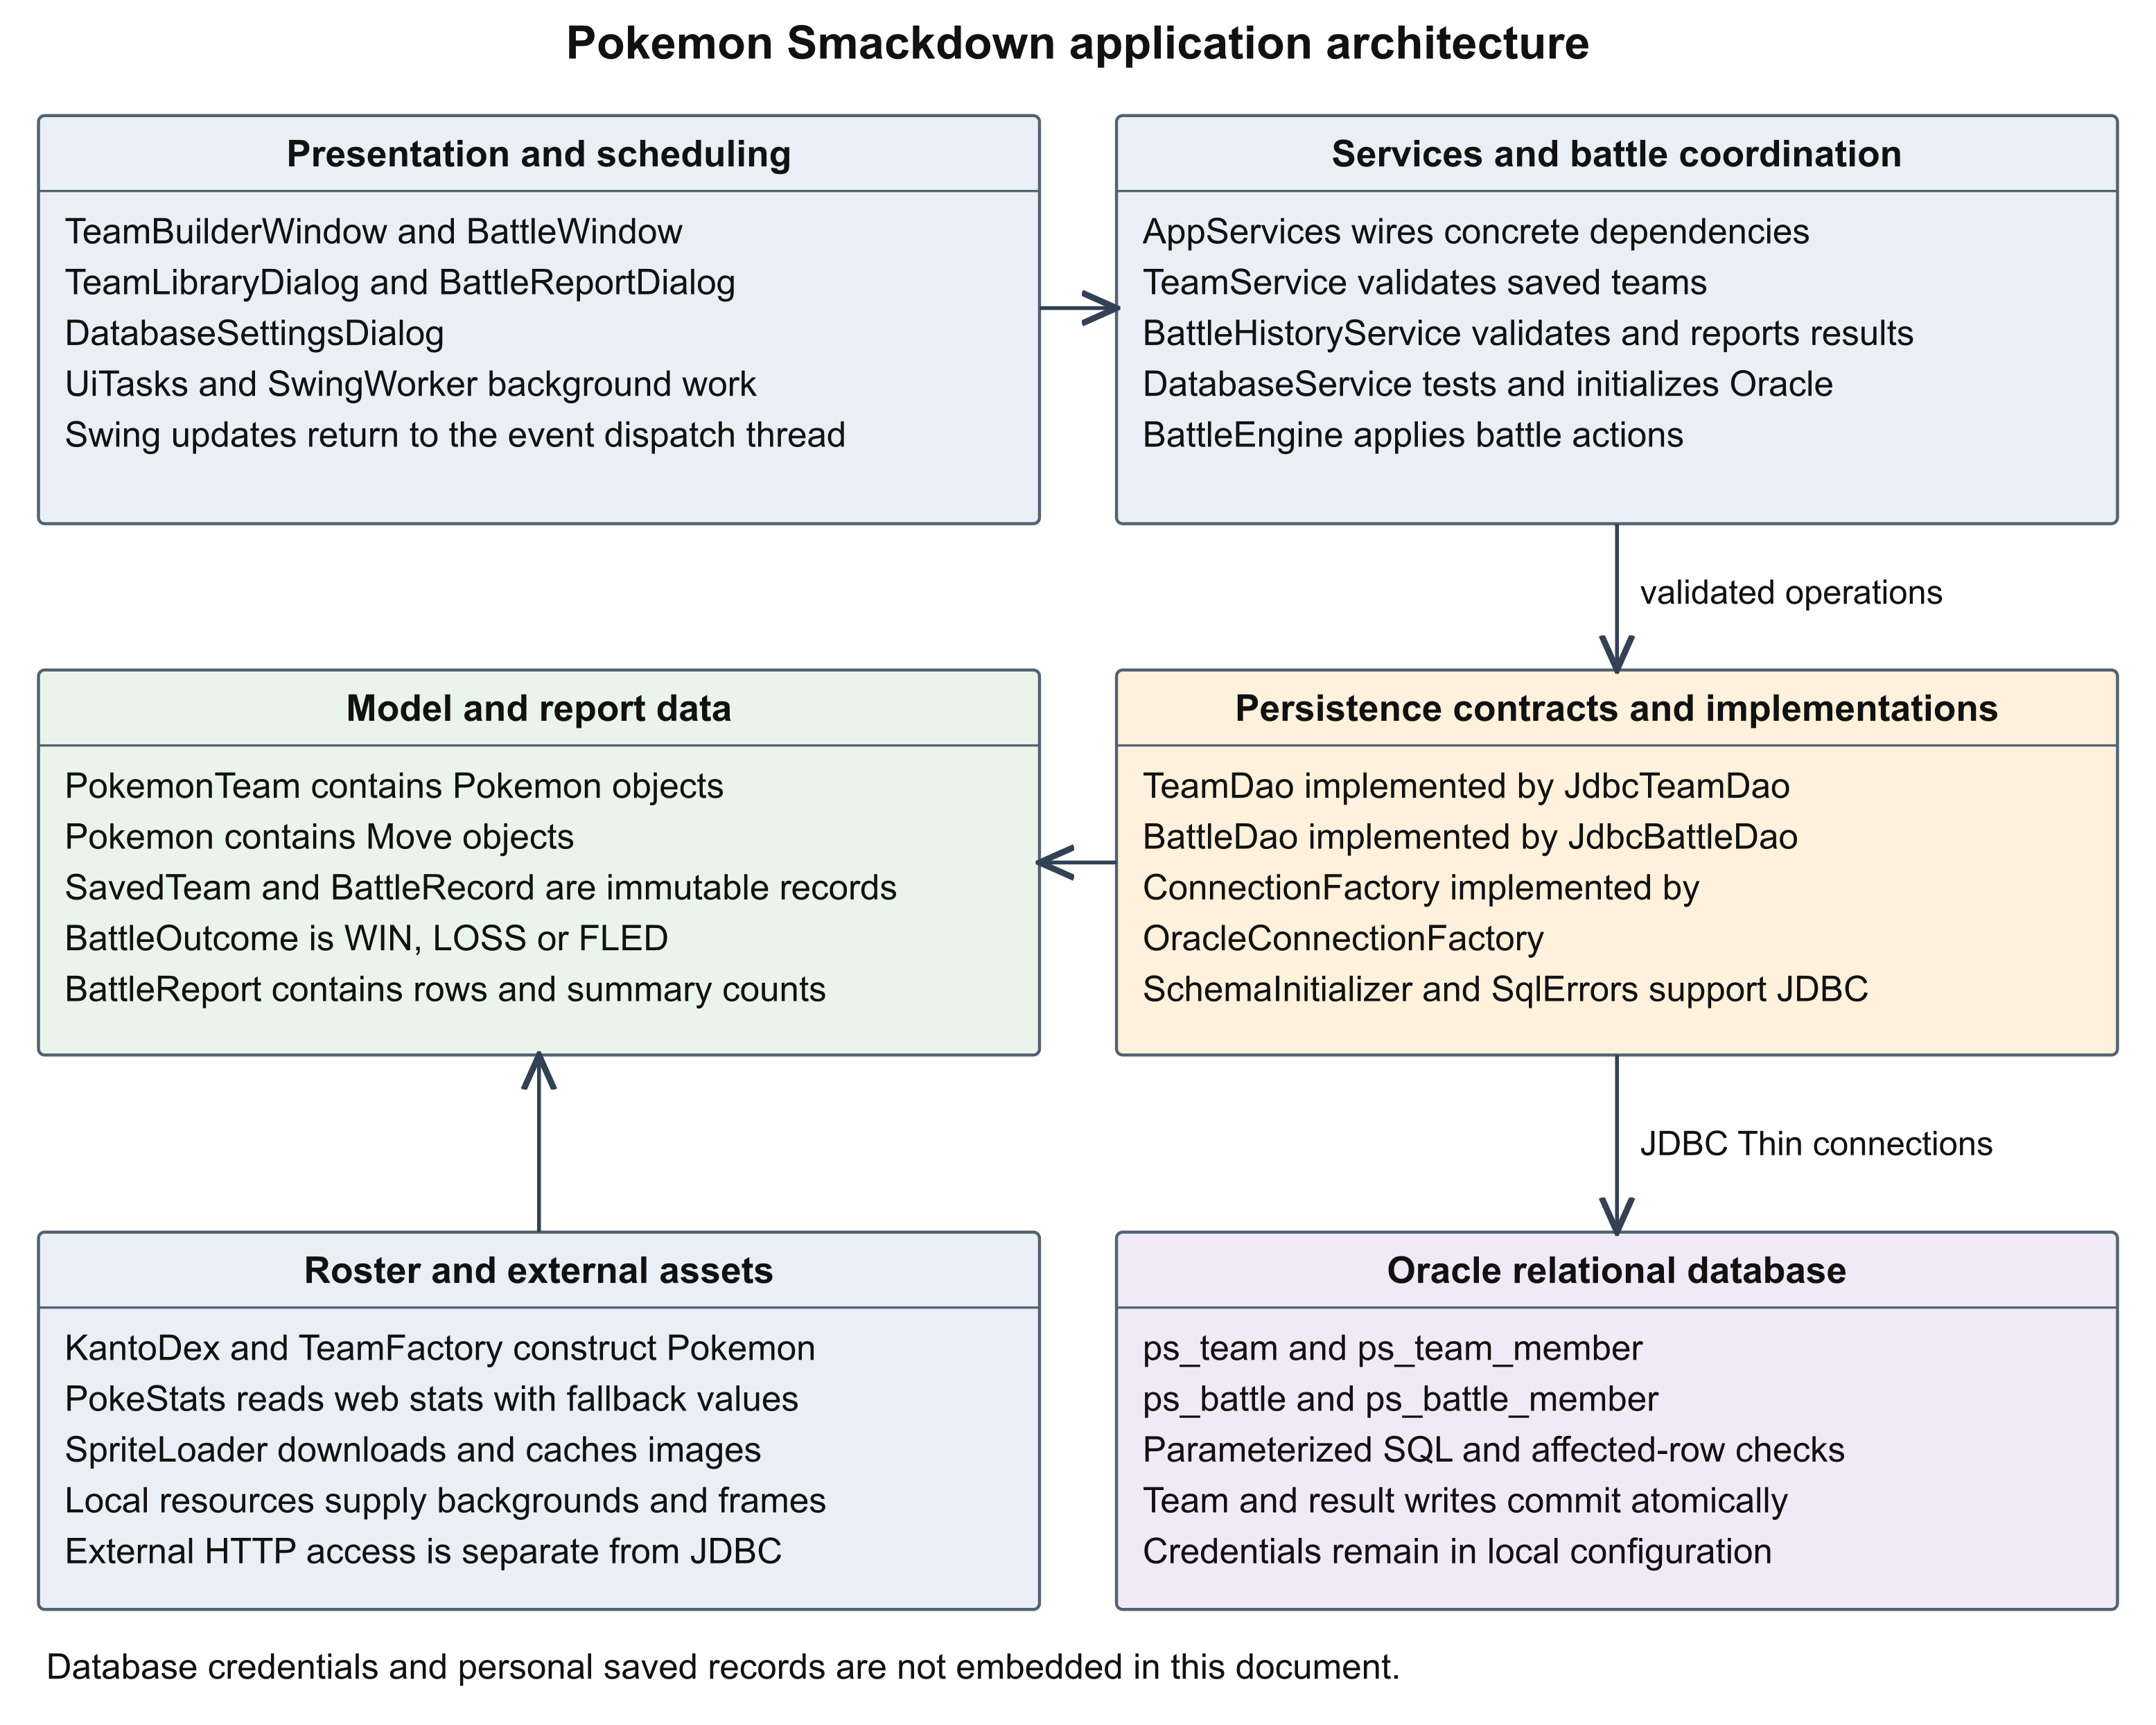 Pokemon Smackdown application architecture
Presentation and scheduling
TeamBuilderWindow and BattleWindow
TeamLibraryDialog and BattleReportDialog
DatabaseSettingsDialog
UiTasks and SwingWorker background work
Swing updates return to the event dispatch thread
Services and battle coordination
AppServices wires concrete dependencies
TeamService validates saved teams
BattleHistoryService validates and reports results
DatabaseService tests and initializes Oracle
BattleEngine applies battle actions
validated operations
Model and report data
PokemonTeam contains Pokemon objects
Pokemon contains Move objects
SavedTeam and BattleRecord are immutable records
BattleOutcome is WIN, LOSS or FLED
BattleReport contains rows and summary counts
Persistence contracts and implementations
TeamDao implemented by JdbcTeamDao
BattleDao implemented by JdbcBattleDao
ConnectionFactory implemented by
OracleConnectionFactory
SchemaInitializer and SqlErrors support JDBC
JDBC Thin connections
Roster and external assets
KantoDex and TeamFactory construct Pokemon
PokeStats reads web stats with fallback values
SpriteLoader downloads and caches images
Local resources supply backgrounds and frames
External HTTP access is separate from JDBC
Oracle relational database
ps_team and ps_team_member
ps_battle and ps_battle_member
Parameterized SQL and affected-row checks
Team and result writes commit atomically
Credentials remain in local configuration
Database credentials and personal saved records are not embedded in this document.